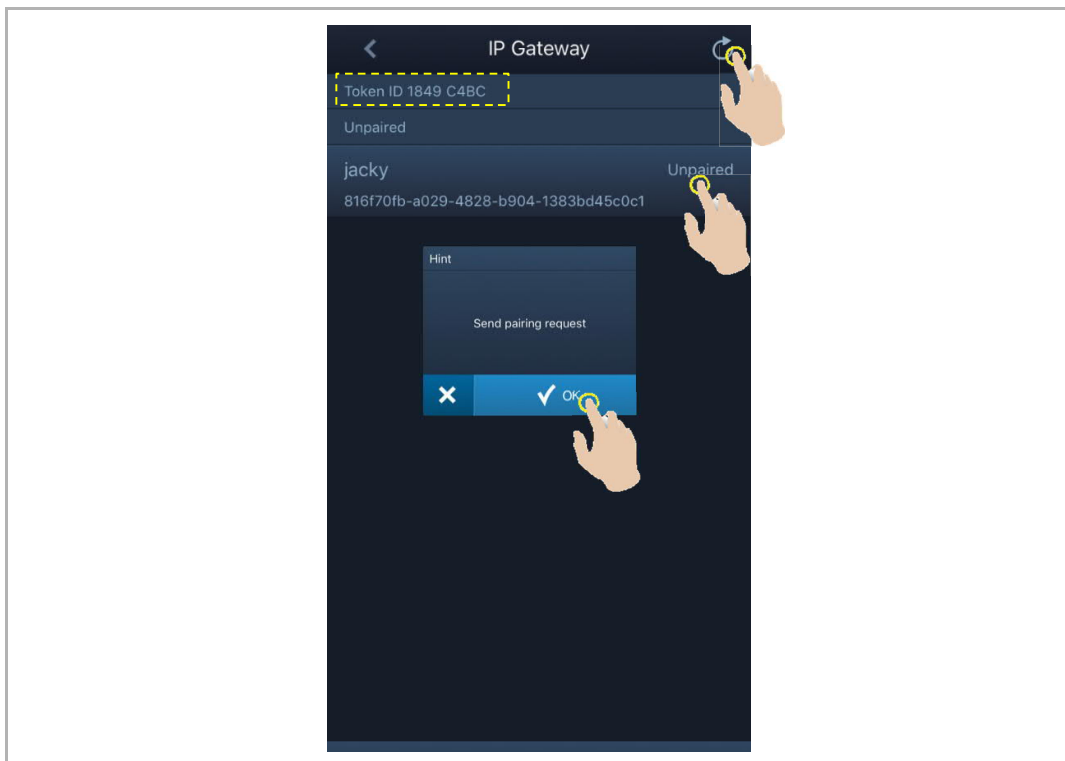 IP Gateway
Token ID 1849 C4BC
Unpaired
jacky
Unpaired
816f70fb-a029-4828-b904-1383bd45c0c1
Hint
Send pairing request
OK